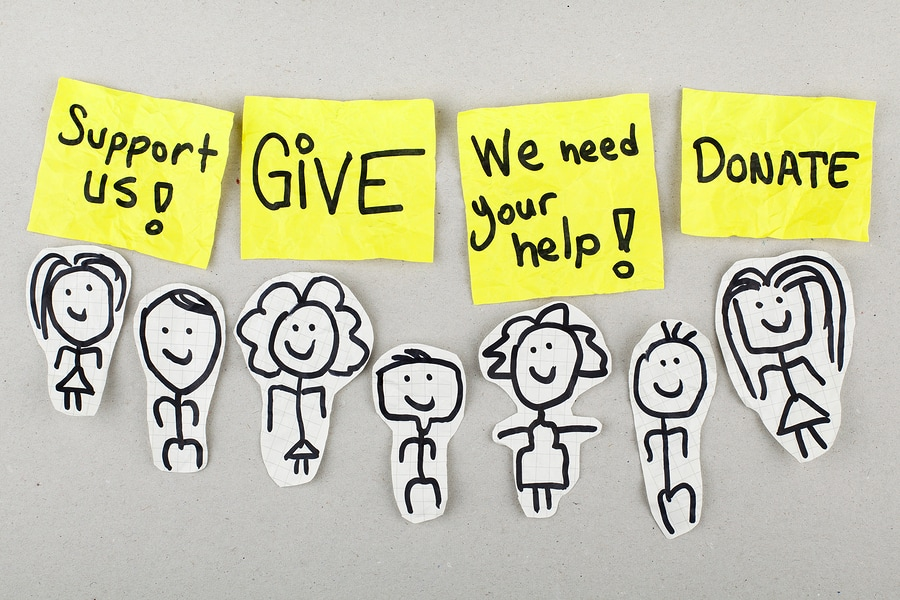 Support
us!
GiVE
We need
your
help!
DONATE